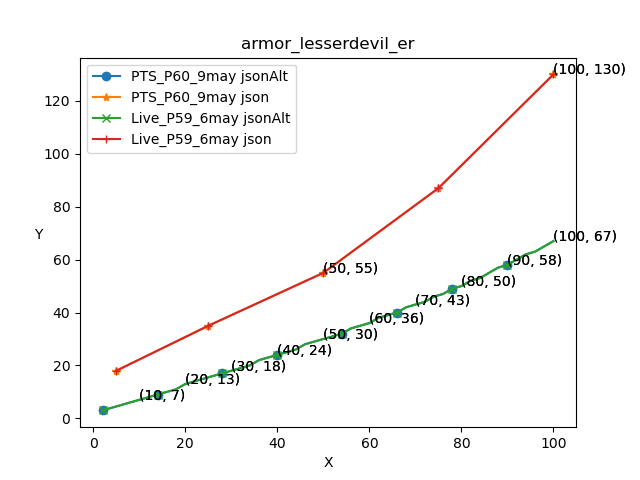 armor_lesserdevil_er
PTS_P60_9may jsonAlt
PTS_P60_9may json
Live_P59_6may jsonAlt
Live_P59_6may json
(100, 130)
(50, 55)
(100, 67)
(90, 58)
(80, 50)
(70, 43)
(60, 36)
(50, 30)
(40, 24)
(30, 18)
(20, 13)
(10, 7)
Y
120
100
80
60
40
20
0
0 20 40 60 80 100
X